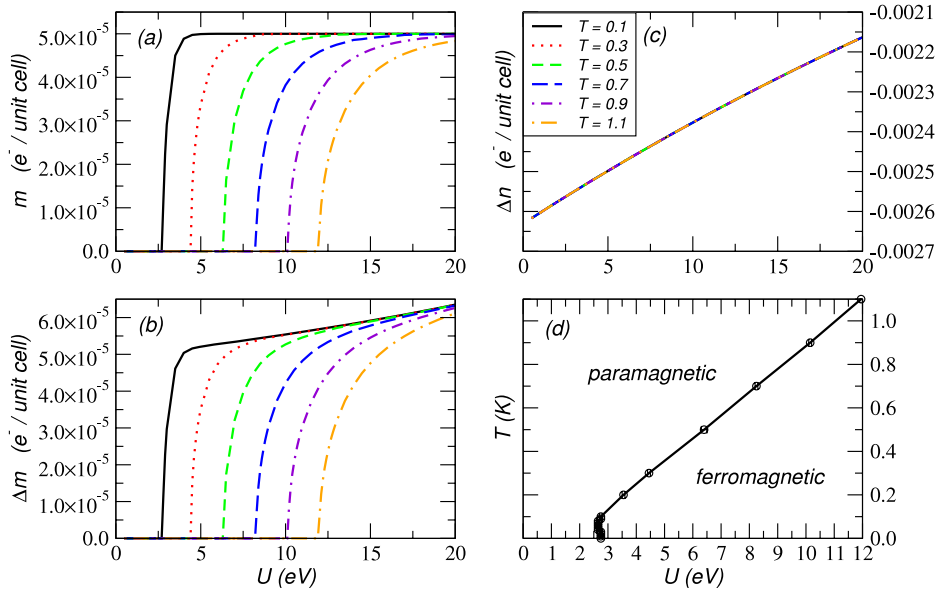 5.0×10⁻⁵
4.0×10⁻⁵
3.0×10⁻⁵
2.0×10⁻⁵
1.0×10⁻⁵
0.0
m (e⁻ / unit cell)
(a)
0 5 10 15 20
T = 0.1
T = 0.3
T = 0.5
T = 0.7
T = 0.9
T = 1.1
(c)
-0.0021
-0.0022
-0.0023
-0.0024
-0.0025
-0.0026
-0.0027
Δn (e⁻ / unit cell)
0 5 10 15 20
6.0×10⁻⁵
5.0×10⁻⁵
4.0×10⁻⁵
3.0×10⁻⁵
2.0×10⁻⁵
1.0×10⁻⁵
0.0
Δm (e⁻ / unit cell)
(b)
0 5 10 15 20
U (eV)
(d)
paramagnetic
ferromagnetic
T (K)
1.0
0.8
0.6
0.4
0.2
0.0
0 1 2 3 4 5 6 7 8 9 10 11 12
U (eV)